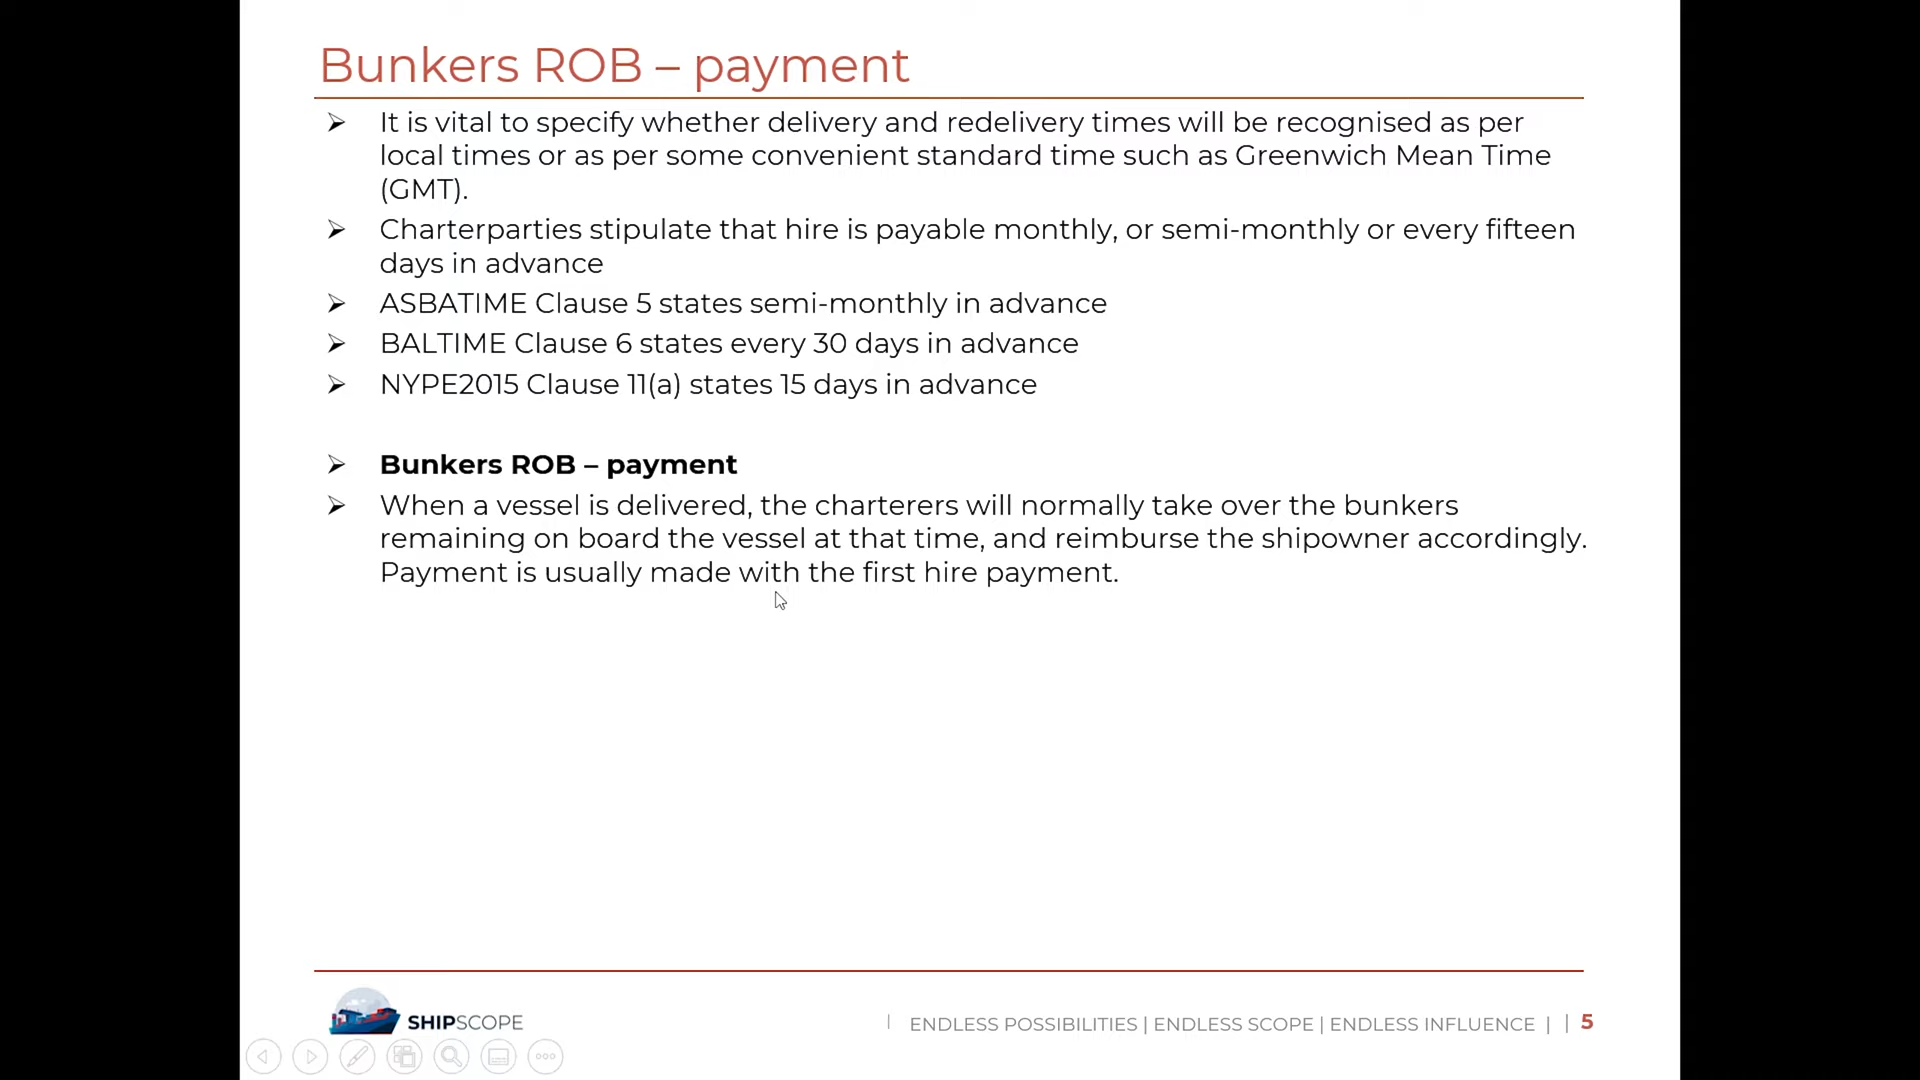 Bunkers ROB – payment
➢ It is vital to specify whether delivery and redelivery times will be recognised as per
local times or as per some convenient standard time such as Greenwich Mean Time
(GMT).
➢ Charterparties stipulate that hire is payable monthly, or semi-monthly or every fifteen
days in advance
➢ ASBATIME Clause 5 states semi-monthly in advance
➢ BALTIME Clause 6 states every 30 days in advance
➢ NYPE2015 Clause 11(a) states 15 days in advance
➢ Bunkers ROB – payment
➢ When a vessel is delivered, the charterers will normally take over the bunkers
remaining on board the vessel at that time, and reimburse the shipowner accordingly.
Payment is usually made with the first hire payment.
SHIPSCOPE
| ENDLESS POSSIBILITIES | ENDLESS SCOPE | ENDLESS INFLUENCE | | 5